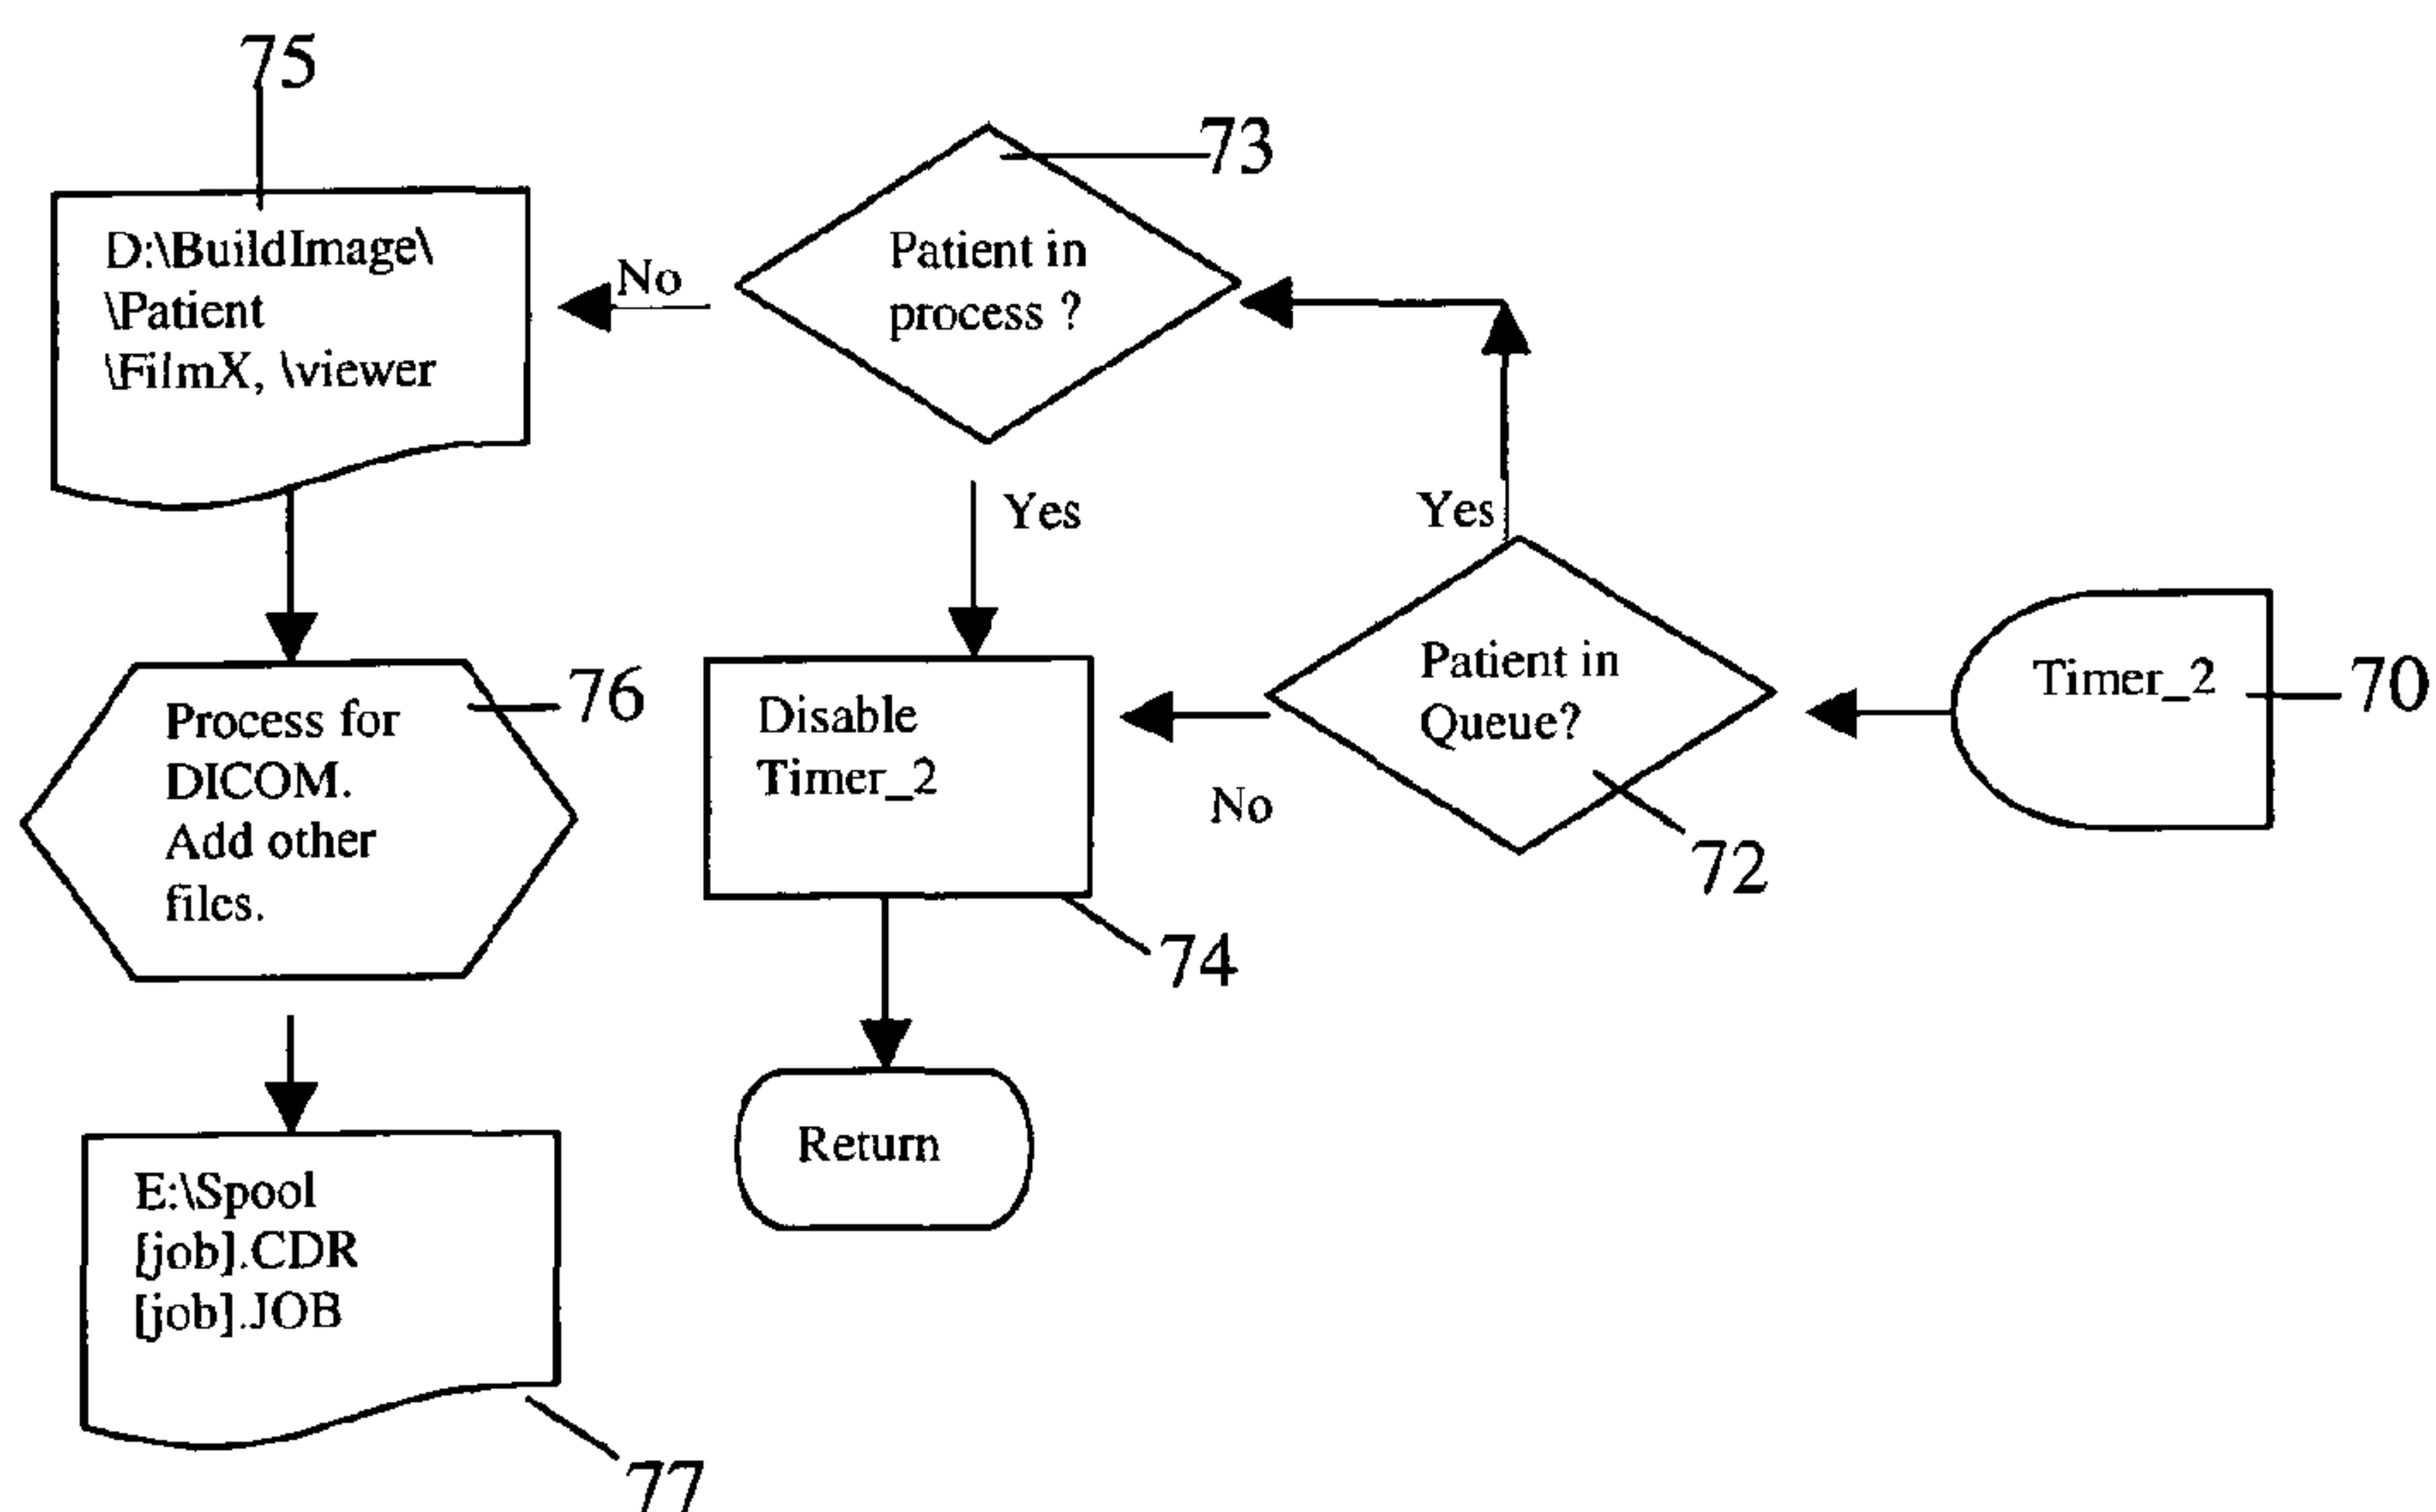 75
D:\BuildImage\
\Patient
\FilmX, \viewer
No
Patient in
process ?
73
Yes
Yes
Patient in
Queue?
72
Timer_2
70
No
Disable
Timer_2
74
Return
Process for
DICOM.
Add other
files.
76
E:\Spool
[job].CDR
[job].JOB
77